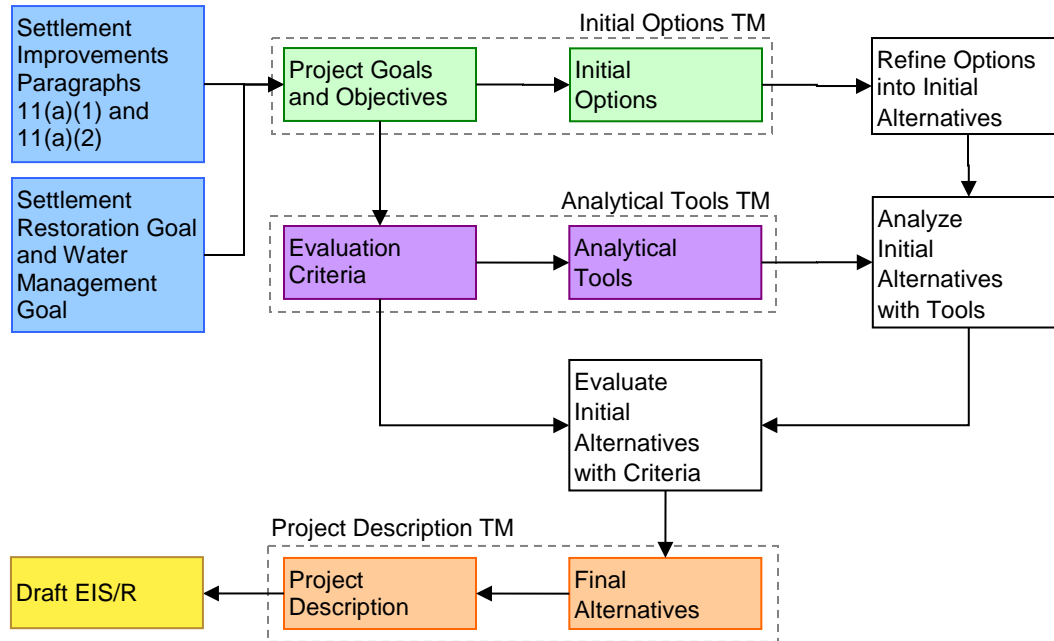 Settlement
Improvements
Paragraphs
11(a)(1) and
11(a)(2)
Settlement
Restoration Goal
and Water
Management
Goal
Initial Options TM
Project Goals
and Objectives
Initial
Options
Refine Options
into Initial
Alternatives
Analytical Tools TM
Evaluation
Criteria
Analytical
Tools
Analyze
Initial
Alternatives
with Tools
Evaluate
Initial
Alternatives
with Criteria
Project Description TM
Final
Alternatives
Project
Description
Draft EIS/R